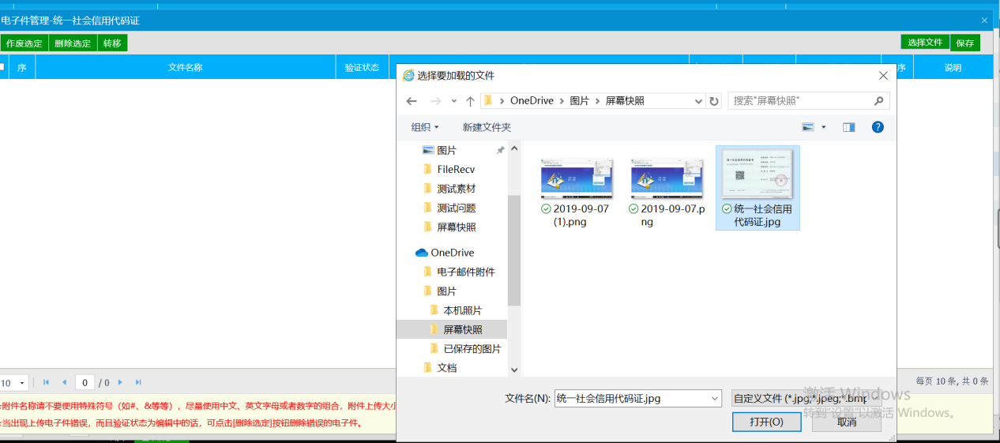 电子件管理-统一社会信用代码证
作废选定 删除选定 转移 选择文件 保存
序 文件名称 验证状态 序 说明
选择要加载的文件
OneDrive 图片 屏幕快照 搜索"屏幕快照"
组织 新建文件夹
图片
FileRecv
测试素材
测试问题
屏幕快照
OneDrive
电子邮件附件
图片
本机照片
屏幕快照
已保存的图片
文档
2019-09-07
(1).png
2019-09-07.p
ng
统一社会信用
代码证.jpg
文件名(N): 统一社会信用代码证.jpg 自定义文件 (*.jpg;*.jpeg;*.bmp
打开(O) 取消
激活 Windows
转到"设置"以激活 Windows。
10 0 / 0 每页 10 条, 共 0 条
附件名称请不要使用特殊符号（如#、&等等），尽量使用中文、英文字母或者数字的组合，附件上传大小
当出现上传电子件错误，而且验证状态为编辑中的话，可点击[删除选定]按钮删除错误的电子件。